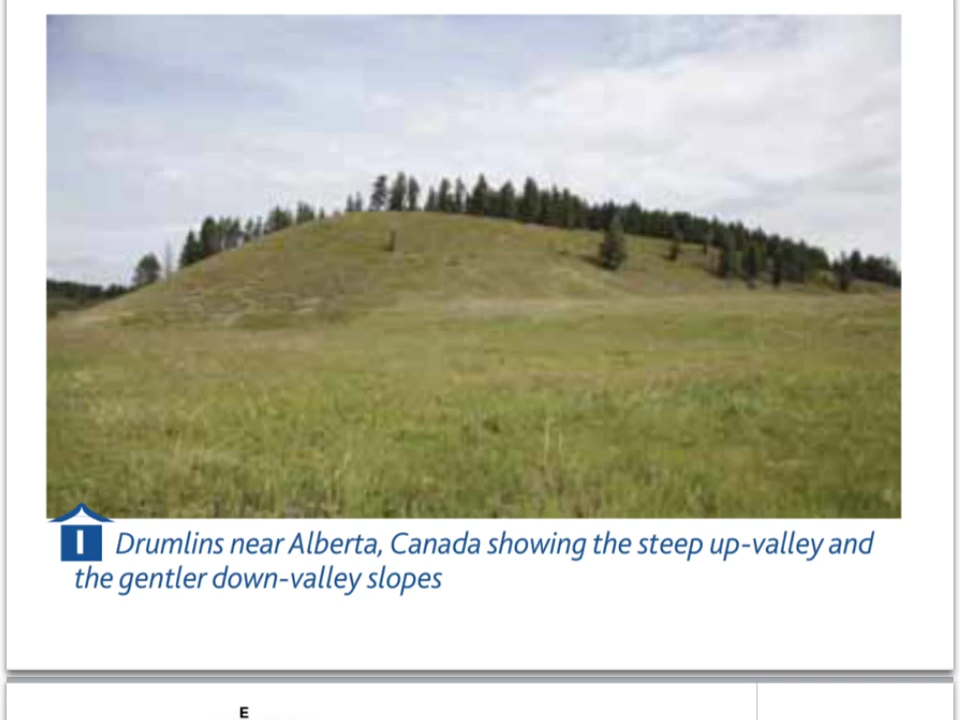 I Drumlins near Alberta, Canada showing the steep up-valley and
the gentler down-valley slopes
E